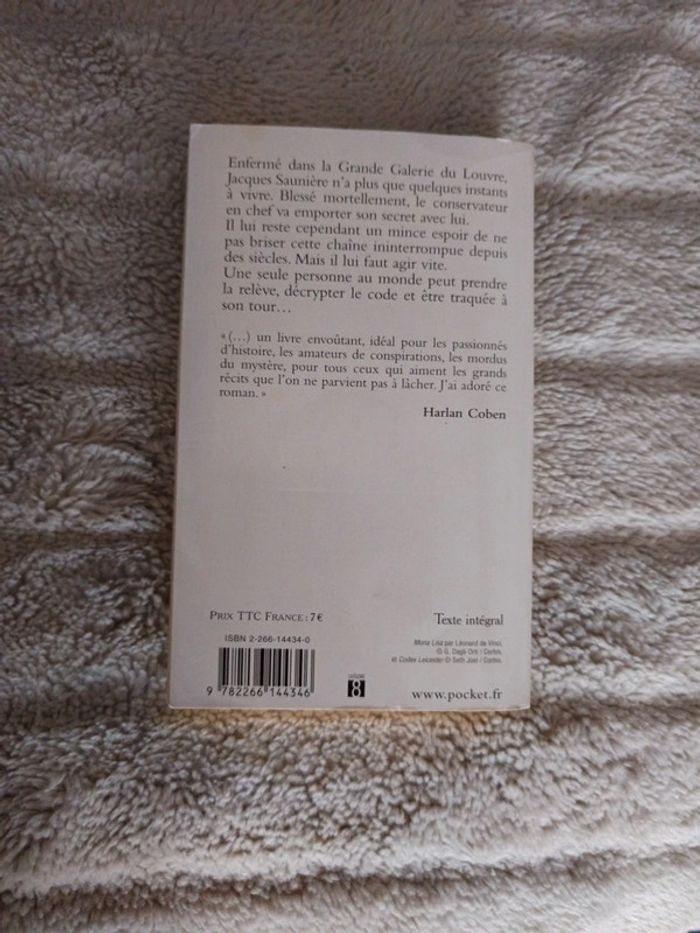 Enfermé dans la Grande Galerie du Louvre,
Jacques Saunière n'a plus que quelques instants
à vivre. Blessé mortellement, le conservateur
en chef va emporter son secret avec lui.
Il lui reste cependant un mince espoir de ne
pas briser cette chaîne ininterrompue depuis
des siècles. Mais il lui faut agir vite.
Une seule personne au monde peut prendre
la relève, décrypter le code et être traquée à
son tour…
« (…) un livre envoûtant, idéal pour les passionnés
d'histoire, les amateurs de conspirations, les mordus
du mystère, pour tous ceux qui aiment les grands
récits que l'on ne parvient pas à lâcher. J'ai adoré ce
roman. »
Harlan Coben
PRIX TTC FRANCE : 7 €
Texte intégral
ISBN 2-266-14434-0
Mona Lisa par Léonard de Vinci,
© G. Dagli Orti / Corbis.
et Codex Leicester © Seth Joel / Corbis.
9 782266 144346
8
www.pocket.fr